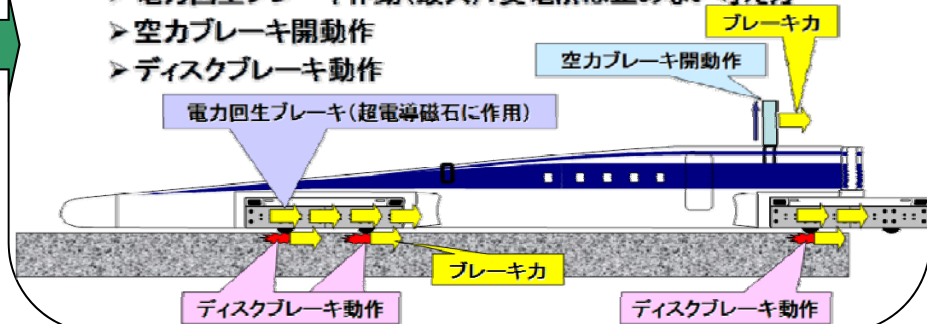 ➢空力ブレーキ開動作
➢ディスクブレーキ動作
ブレーキ力
空力ブレーキ開動作
電力回生ブレーキ(超電導磁石に作用)
ブレーキ力
ディスクブレーキ動作
ディスクブレーキ動作